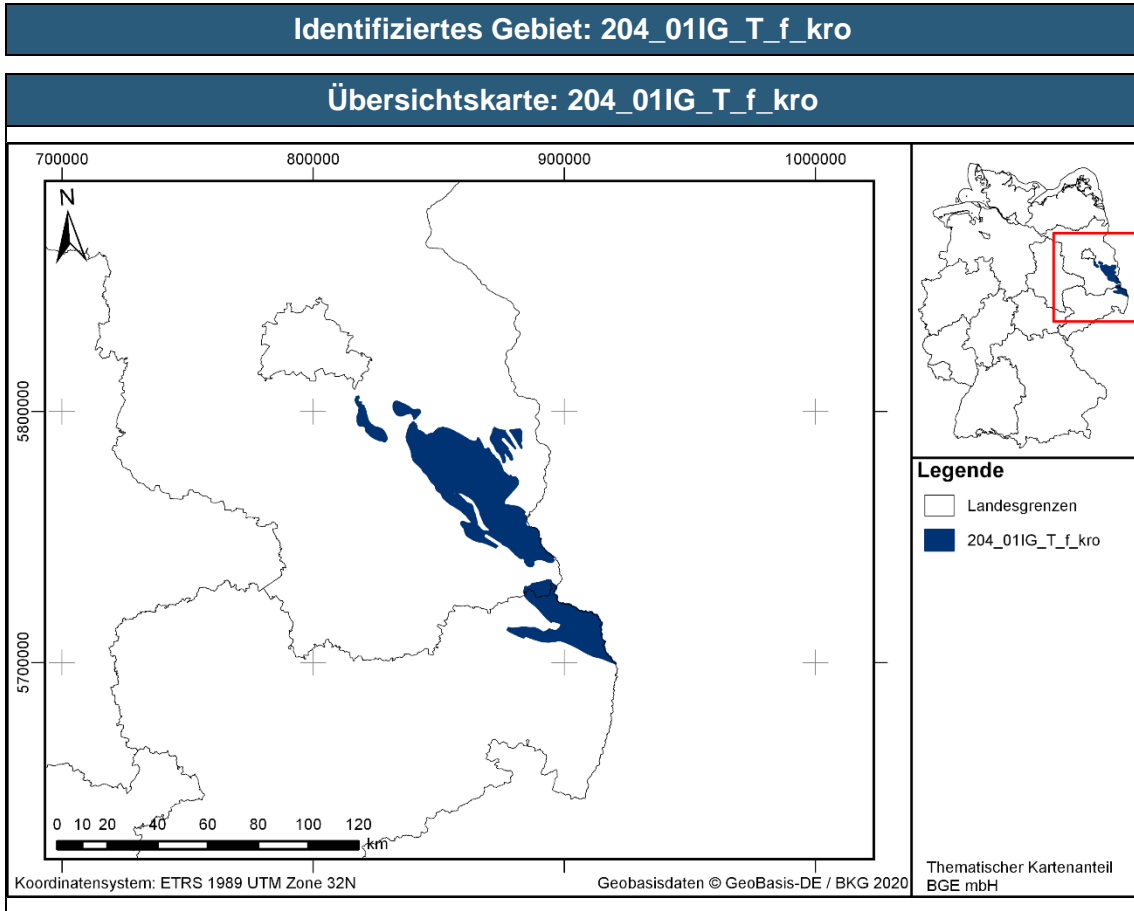 Identifiziertes Gebiet: 204_01IG_T_f_kro
Übersichtskarte: 204_01IG_T_f_kro
700000 800000 900000 1000000
N
5800000
5700000
0 10 20 40 60 80 100 120
km
Koordinatensystem: ETRS 1989 UTM Zone 32N
Geobasisdaten © GeoBasis-DE / BKG 2020
Legende
Landesgrenzen
204_01IG_T_f_kro
Thematischer Kartenanteil
BGE mbH